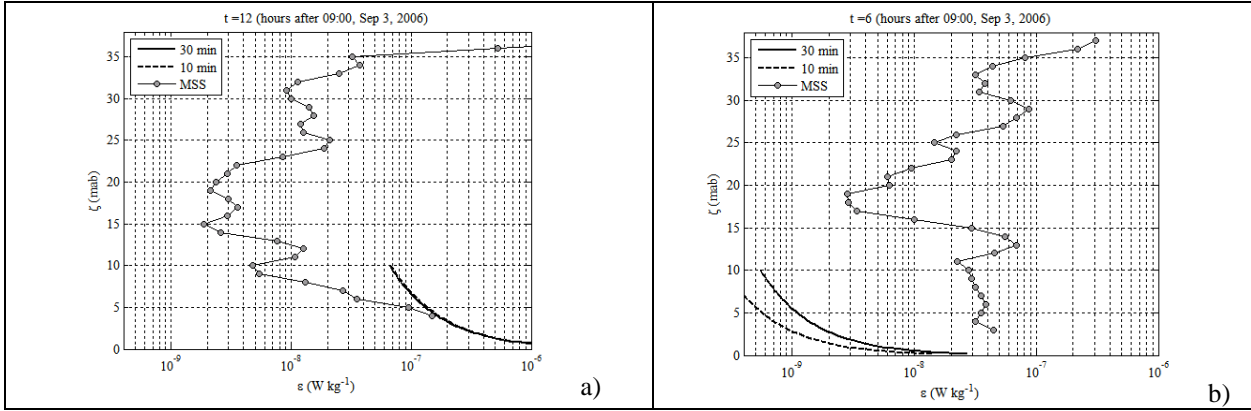 t =12 (hours after 09:00, Sep 3, 2006)
30 min
10 min
MSS
35
30
25
20
15
10
5
0
ζ (mab)
10-9
10-8
10-7
10-6
ε (W kg-1)
a)
t =6 (hours after 09:00, Sep 3, 2006)
30 min
10 min
MSS
35
30
25
20
15
10
5
0
ζ (mab)
10-9
10-8
10-7
10-6
ε (W kg-1)
b)